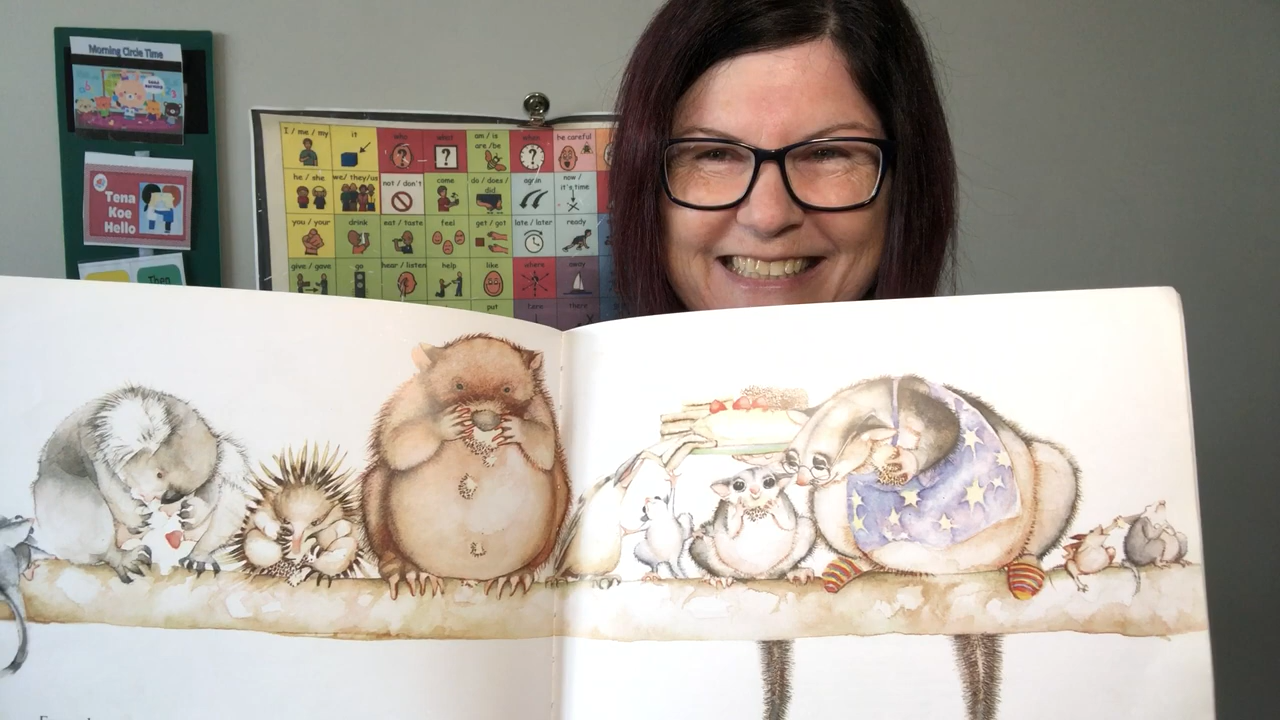 Morning Circle Time
Tena
Koe
Hello
Then
I / me / my
it
why
what
am / is
are / be
when
be careful
he / she
we / they/us
not / don't
come
do / does /
did
again
now /
it's time
you / your
drink
eat / taste
feel
get / got
late / later
ready
give / gave
go
hear / listen
help
like
where
away
put
there